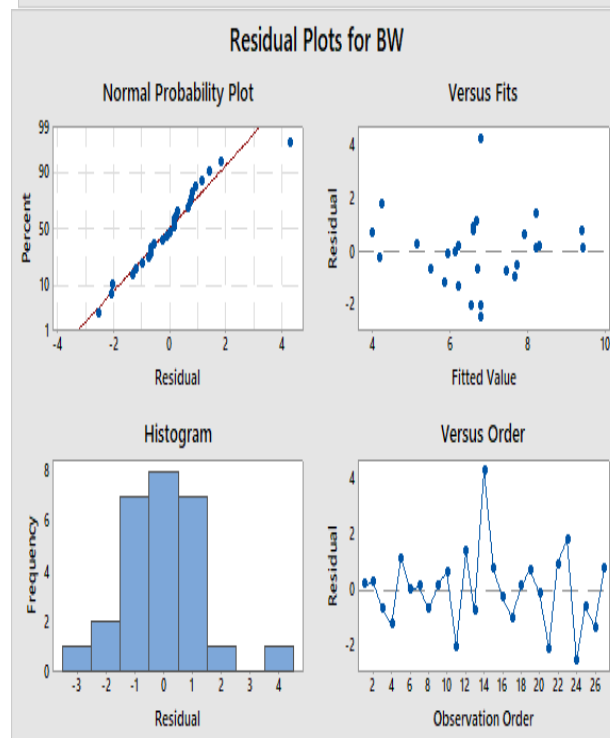 Residual Plots for BW
Normal Probability Plot
99
90
50
10
1
Percent
-4 -2 0 2 4
Residual
Versus Fits
4
2
0
-2
Residual
4 6 8 10
Fitted Value
Histogram
8
6
4
2
0
Frequency
-3 -2 -1 0 1 2 3 4
Residual
Versus Order
4
2
0
-2
Residual
2 4 6 8 10 12 14 16 18 20 22 24 26
Observation Order